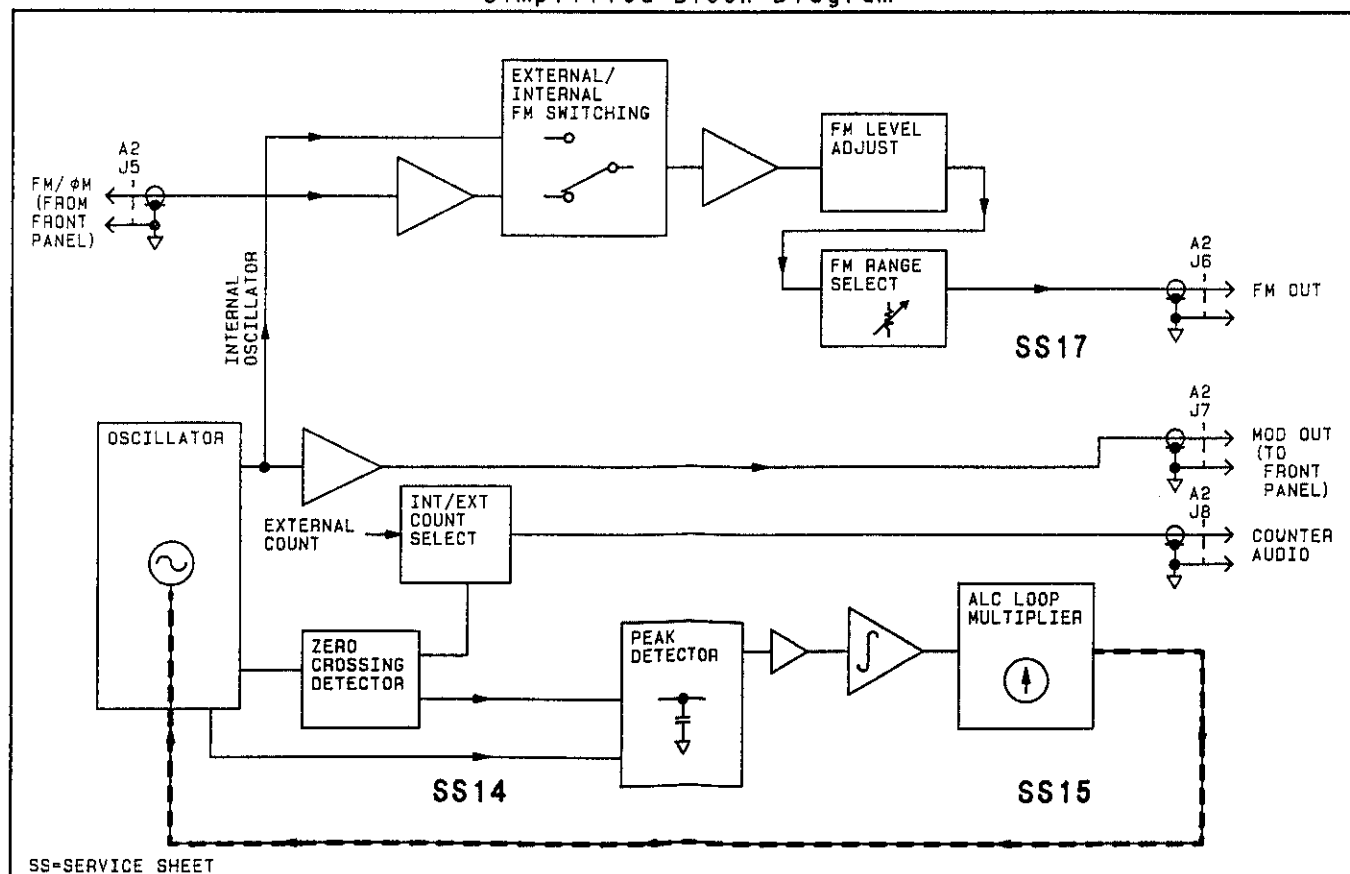 Simplified Block Diagram
EXTERNAL/
INTERNAL
FM SWITCHING
FM LEVEL
ADJUST
A2
J5
FM/ΦM
(FROM
FRONT
PANEL)
INTERNAL
OSCILLATOR
FM RANGE
SELECT
A2
J6
FM OUT
SS17
OSCILLATOR
A2
J7
MOD OUT
(TO
FRONT
PANEL)
INT/EXT
COUNT
SELECT
EXTERNAL
COUNT
A2
J8
COUNTER
AUDIO
ZERO
CROSSING
DETECTOR
PEAK
DETECTOR
ALC LOOP
MULTIPLIER
SS14
SS15
SS=SERVICE SHEET